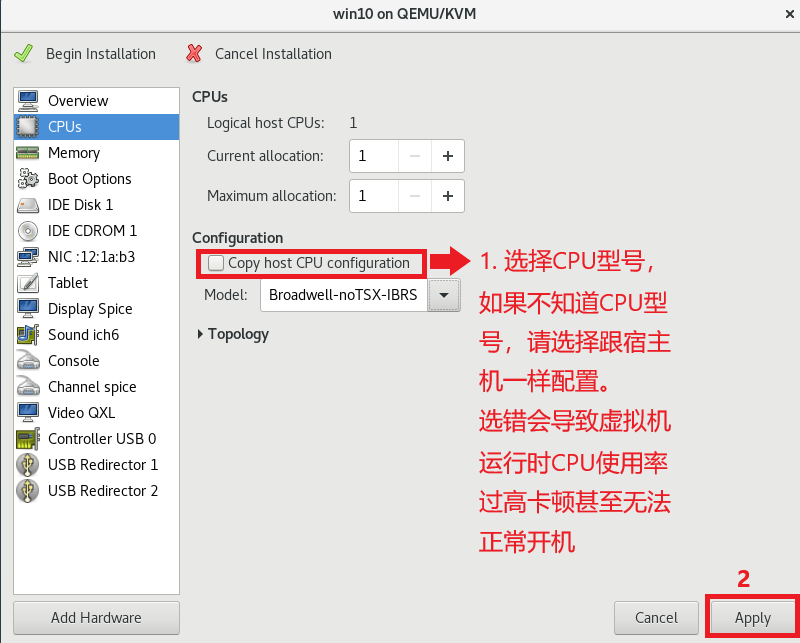 win10 on QEMU/KVM
Begin Installation
Cancel Installation
Overview
CPUs
Memory
Boot Options
IDE Disk 1
IDE CDROM 1
NIC :12:1a:b3
Tablet
Display Spice
Sound ich6
Console
Channel spice
Video QXL
Controller USB 0
USB Redirector 1
USB Redirector 2
Add Hardware
CPUs
Logical host CPUs: 1
Current allocation: 1
Maximum allocation: 1
Configuration
Copy host CPU configuration
Model: Broadwell-noTSX-IBRS
Topology
1. 选择CPU型号，
如果不知道CPU型
号，请选择跟宿主
机一样配置。
选错会导致虚拟机
运行时CPU使用率
过高卡顿甚至无法
正常开机
2
Cancel
Apply